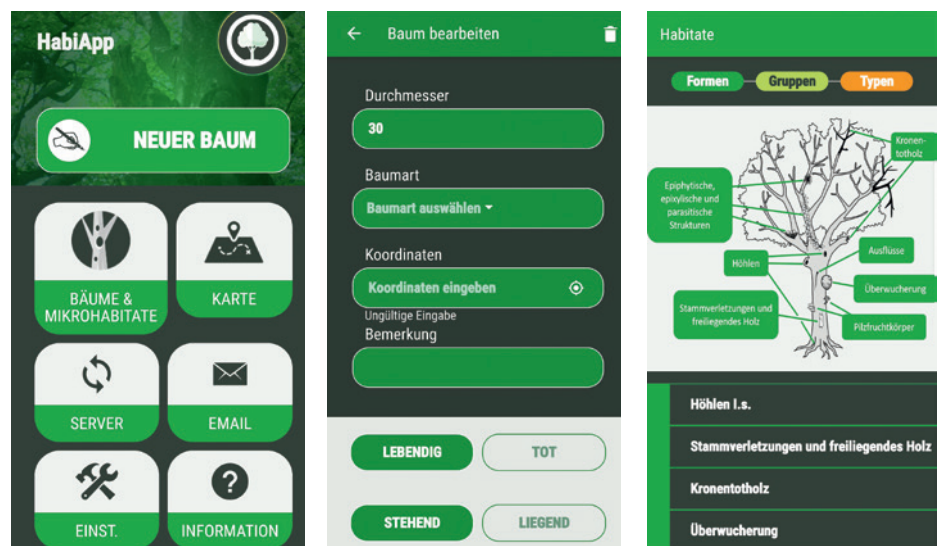 HabiApp
NEUER BAUM
BÄUME &
MIKROHABITATE
KARTE
SERVER
EMAIL
EINST.
INFORMATION
Baum bearbeiten
Durchmesser
30
Baumart
Baumart auswählen
Koordinaten
Koordinaten eingeben
Ungültige Eingabe
Bemerkung
LEBENDIG
TOT
STEHEND
LIEGEND
Habitate
Formen
Gruppen
Typen
Kronen-
totholz
Epiphytische,
epixylische und
parasitische
Strukturen
Höhlen
Ausflüsse
Überwucherung
Stammverletzungen und
freiliegendes Holz
Pilzfruchtkörper
Höhlen l.s.
Stammverletzungen und freiliegendes Holz
Kronentotholz
Überwucherung